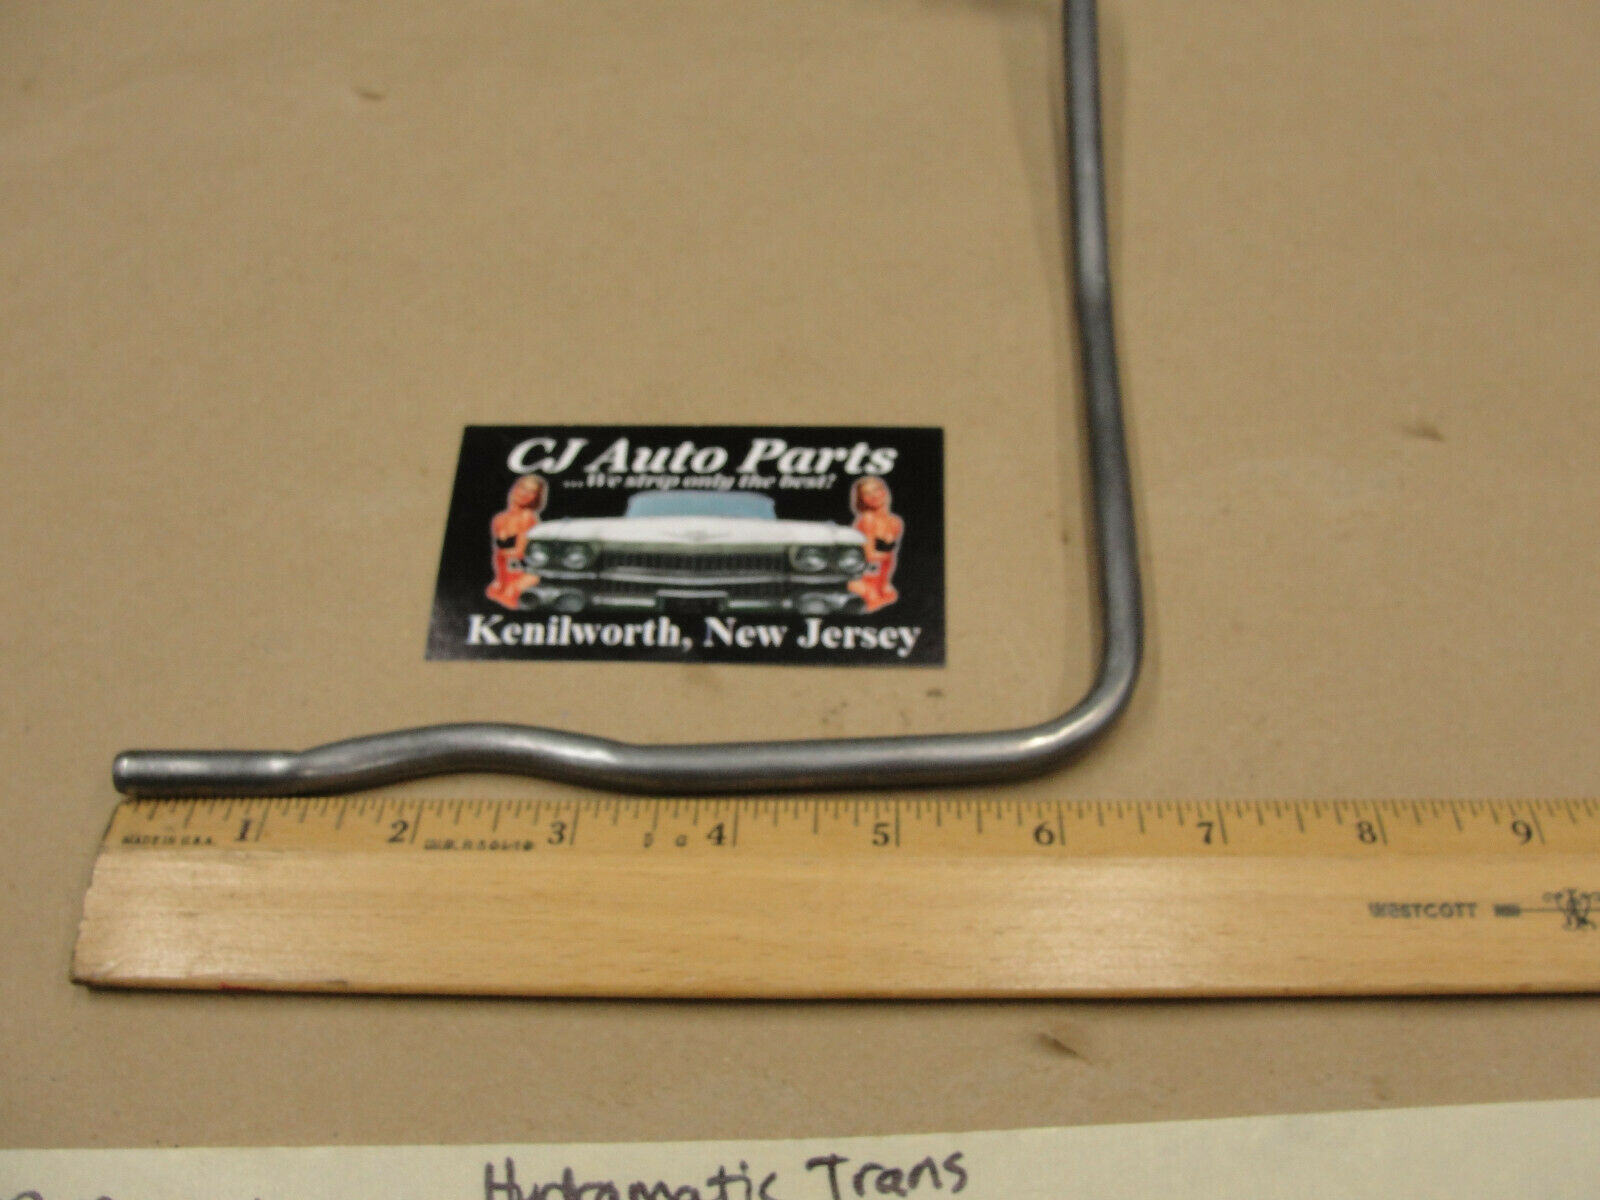 CJ Auto Parts
...We strip only the best!
Kenilworth, New Jersey
1 2 3 4 5 6 7 8 9
MADE IN U.S.A.
WESTCOTT
Hydramatic Trans